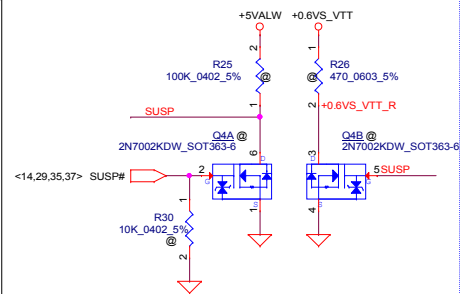 +5VALW
+0.6VS_VTT
2
1
R25
100K_0402_5%
@
R26
470_0603_5%
@
1
2
+0.6VS_VTT_R
SUSP
6
3
Q4A @
2N7002KDW_SOT363-6
Q4B @
2N7002KDW_SOT363-6
D
D
<14,29,35,37> SUSP#
2
G
G
5
SUSP
S
S
1
4
1
R30
10K_0402_5%
@
2